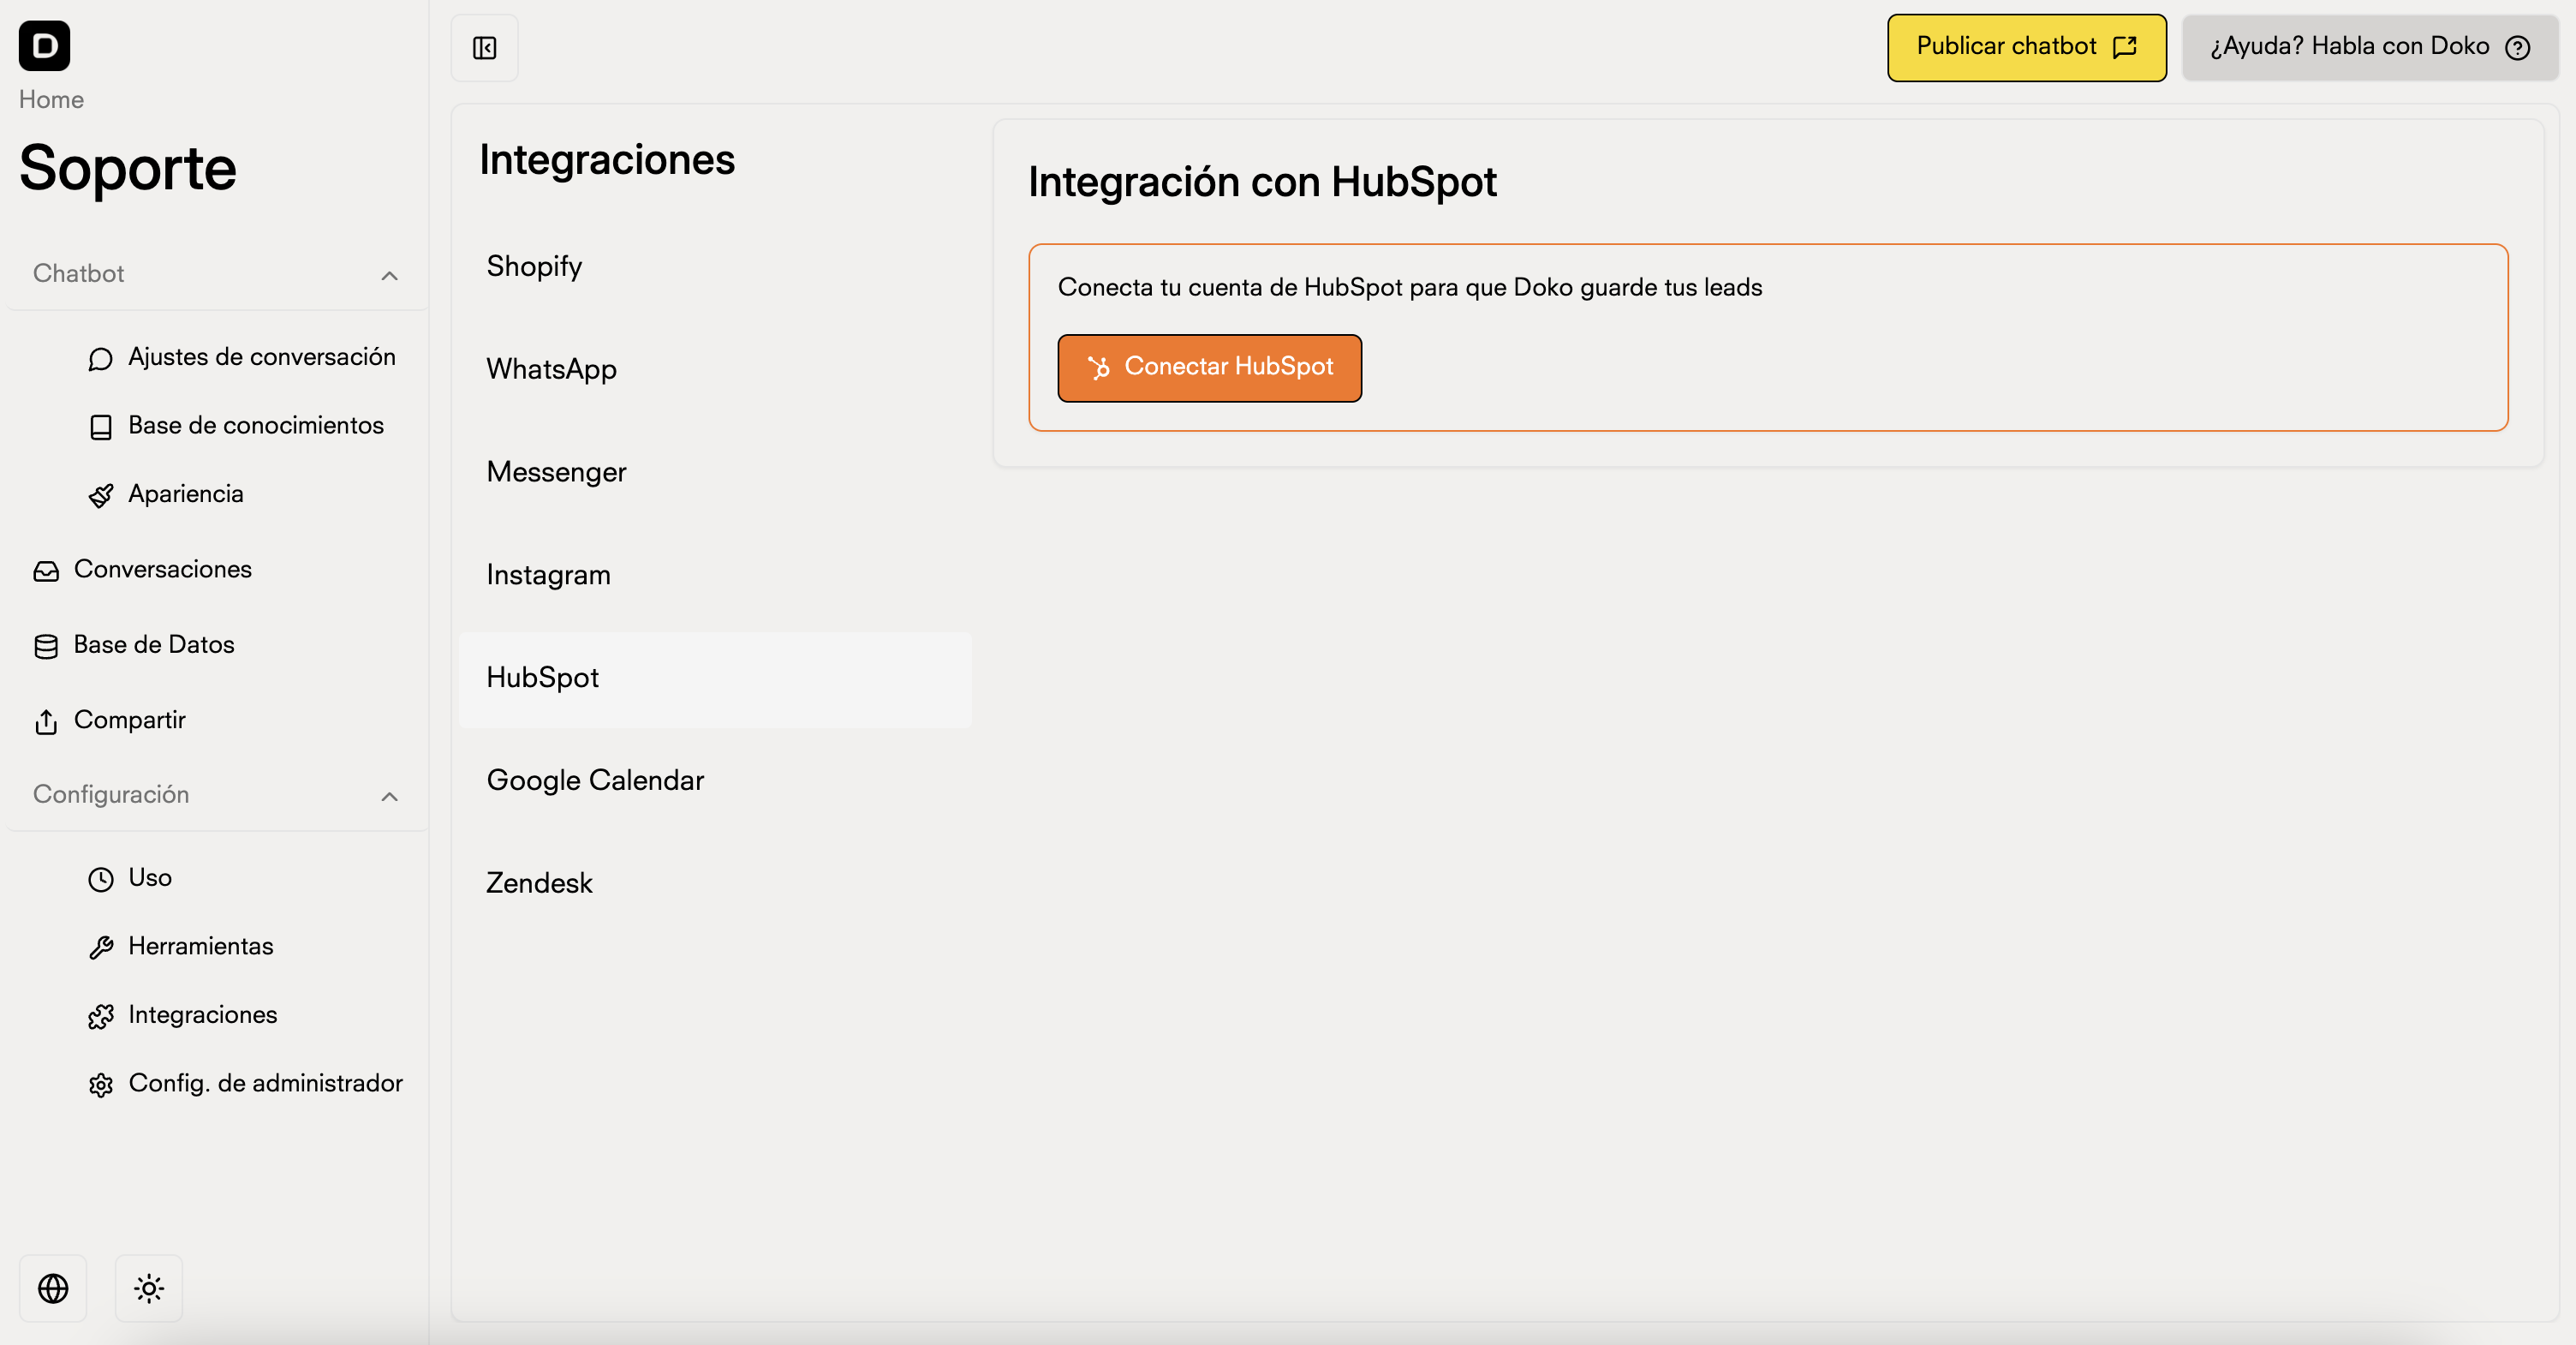 D
Home
Soporte
Chatbot
Ajustes de conversación
Base de conocimientos
Apariencia
Conversaciones
Base de Datos
Compartir
Configuración
Uso
Herramientas
Integraciones
Config. de administrador
Publicar chatbot
¿Ayuda? Habla con Doko
Integraciones
Shopify
WhatsApp
Messenger
Instagram
HubSpot
Google Calendar
Zendesk
Integración con HubSpot
Conecta tu cuenta de HubSpot para que Doko guarde tus leads
Conectar HubSpot